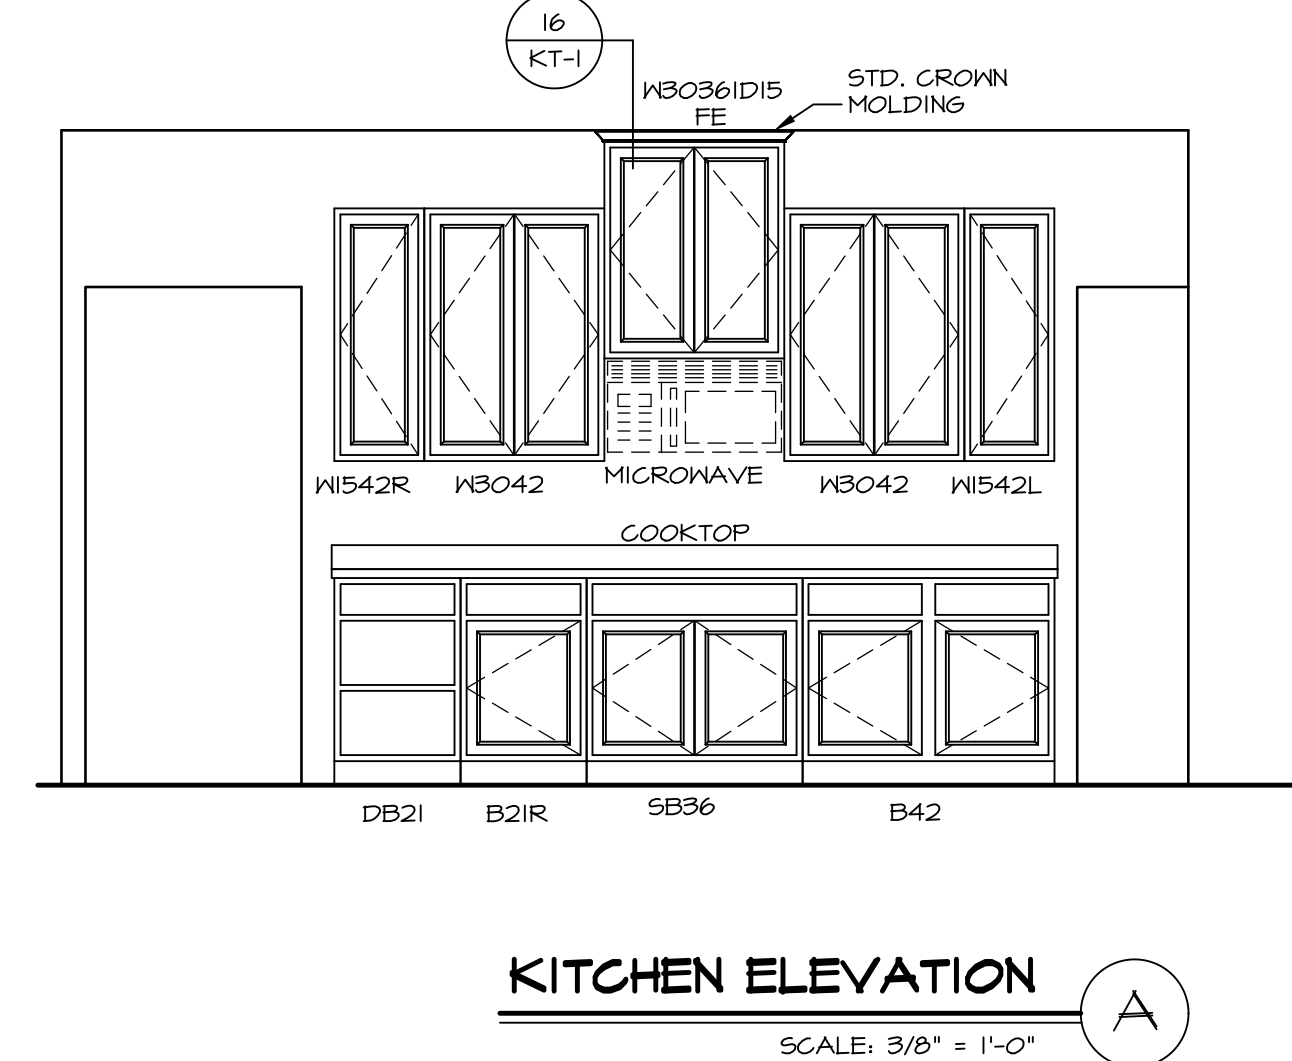 16
KT-1
W30361D15
FE
STD. CROWN
MOLDING
W1542R
W3042
MICROWAVE
W3042
W1542L
COOKTOP
DB21
B21R
SB36
B42
KITCHEN ELEVATION
A
SCALE: 3/8" = 1'-0"